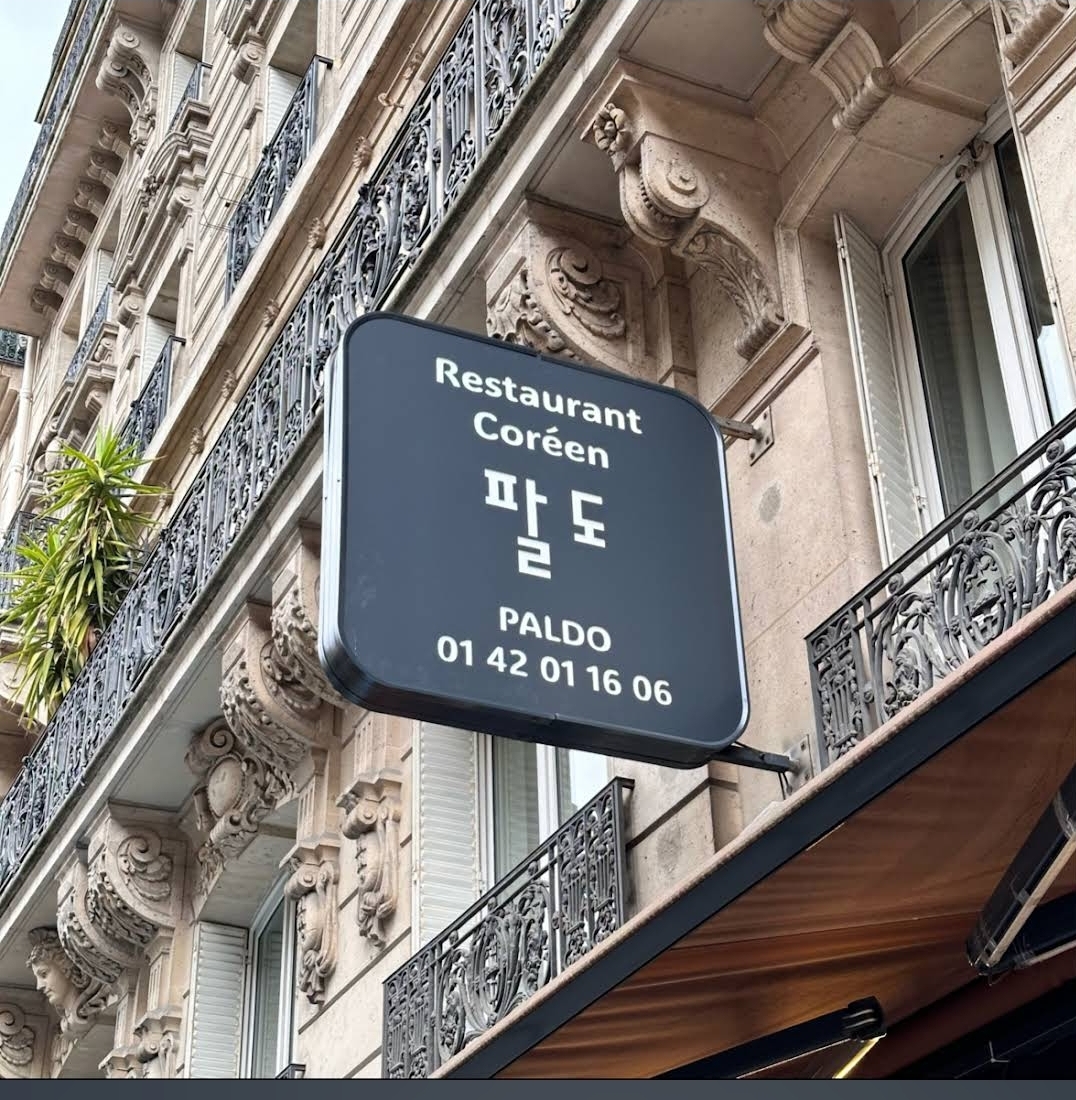 Restaurant
Coréen
팔도
PALDO
01 42 01 16 06